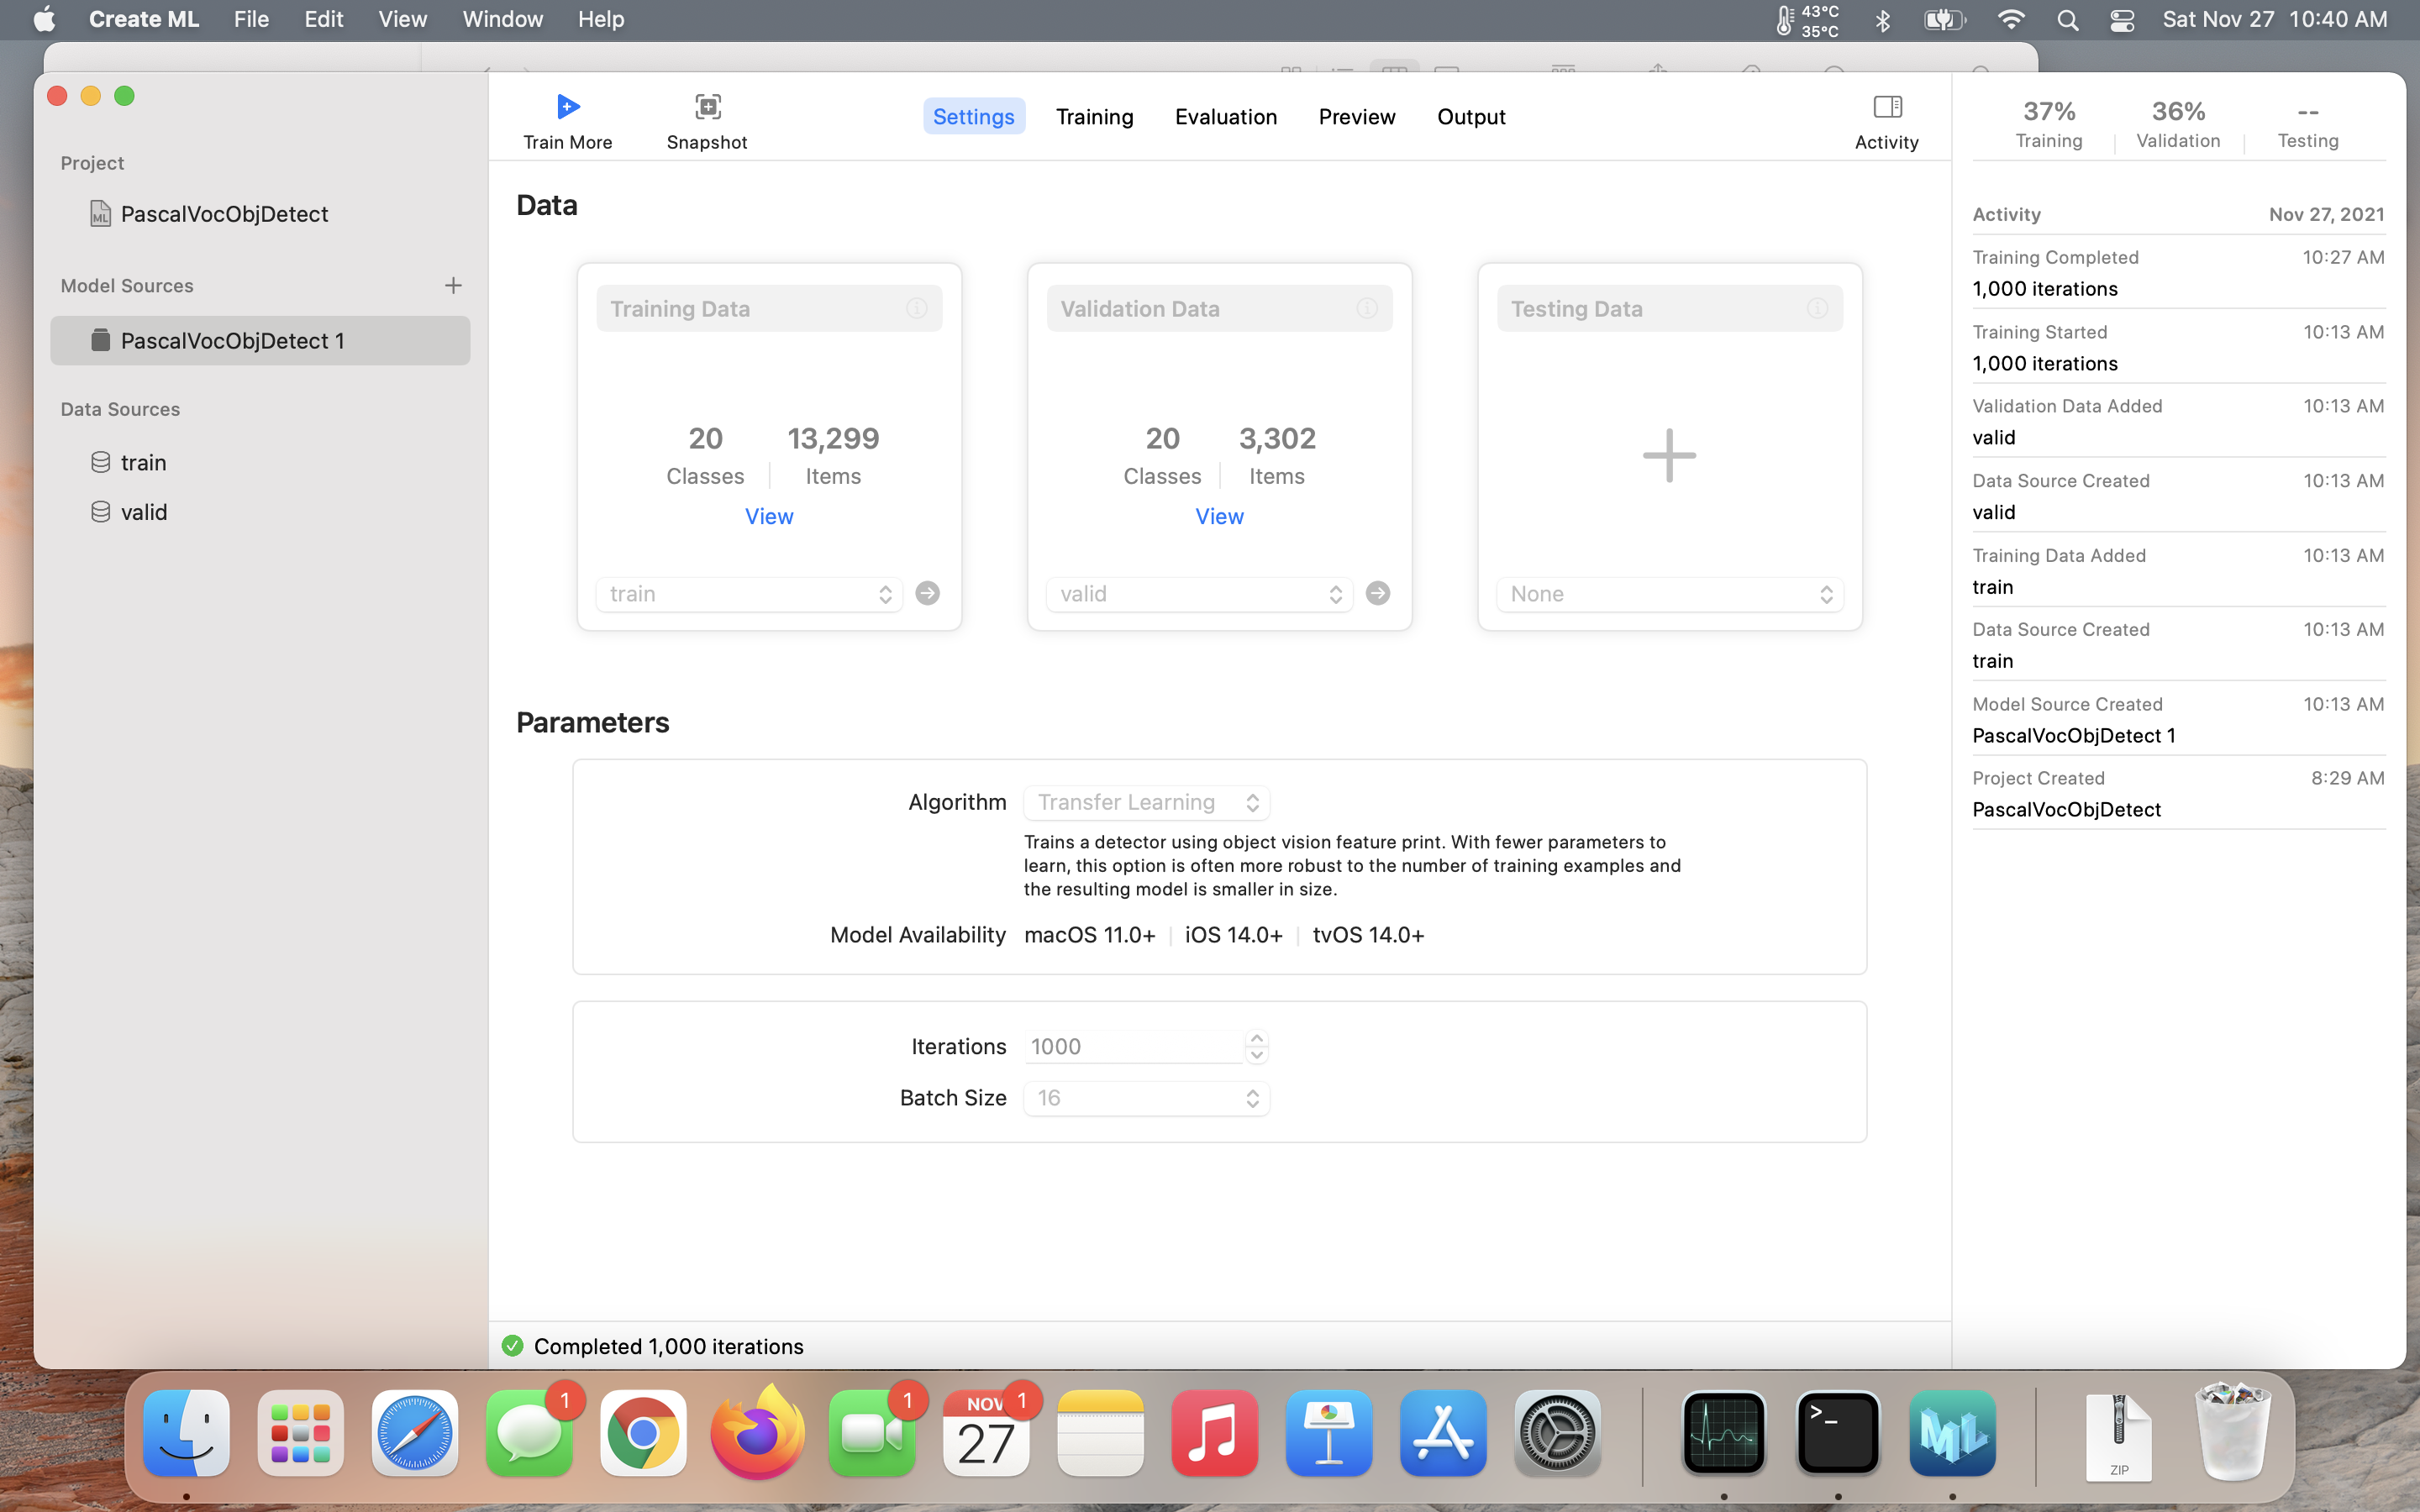 Create ML File Edit View Window Help 43°C 35°C Sat Nov 27 10:40 AM
Train More
Snapshot
Settings Training Evaluation Preview Output
Activity
37% 36% --
Training Validation Testing
Project
PascalVocObjDetect
Model Sources
PascalVocObjDetect 1
Data Sources
train
valid
Data
Training Data
20 13,299
Classes Items
View
train
Validation Data
20 3,302
Classes Items
View
valid
Testing Data
None
Parameters
Algorithm Transfer Learning
Trains a detector using object vision feature print. With fewer parameters to
learn, this option is often more robust to the number of training examples and
the resulting model is smaller in size.
Model Availability macOS 11.0+ iOS 14.0+ tvOS 14.0+
Iterations 1000
Batch Size 16
Completed 1,000 iterations
Activity Nov 27, 2021
Training Completed 10:27 AM
1,000 iterations
Training Started 10:13 AM
1,000 iterations
Validation Data Added 10:13 AM
valid
Data Source Created 10:13 AM
valid
Training Data Added 10:13 AM
train
Data Source Created 10:13 AM
train
Model Source Created 10:13 AM
PascalVocObjDetect 1
Project Created 8:29 AM
PascalVocObjDetect
1
1
NOV 1
27
>_
ML
ZIP